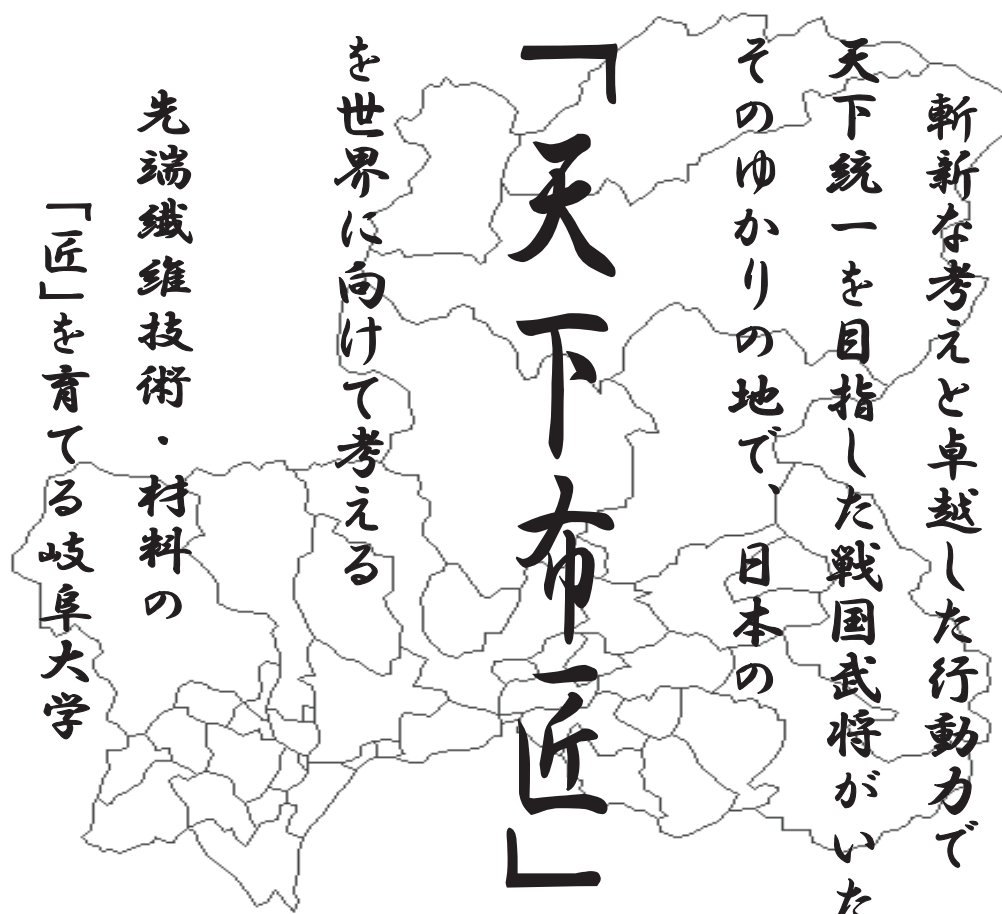 斬新な考えと卓越した行動力で
天下統一を目指した戦国武将がいた
そのゆかりの地で、日本の
「天下布匠」
を世界に向けて考える
先端繊維技術・材料の
「匠」を育てる岐阜大学